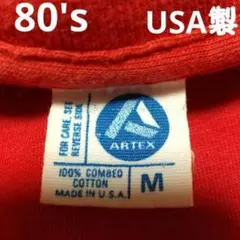 80's
USA製
FOR CARE, SEE
REVERSE SIDE
ARTEX
100% COMBED
COTTON
MADE IN U.S.A.
M